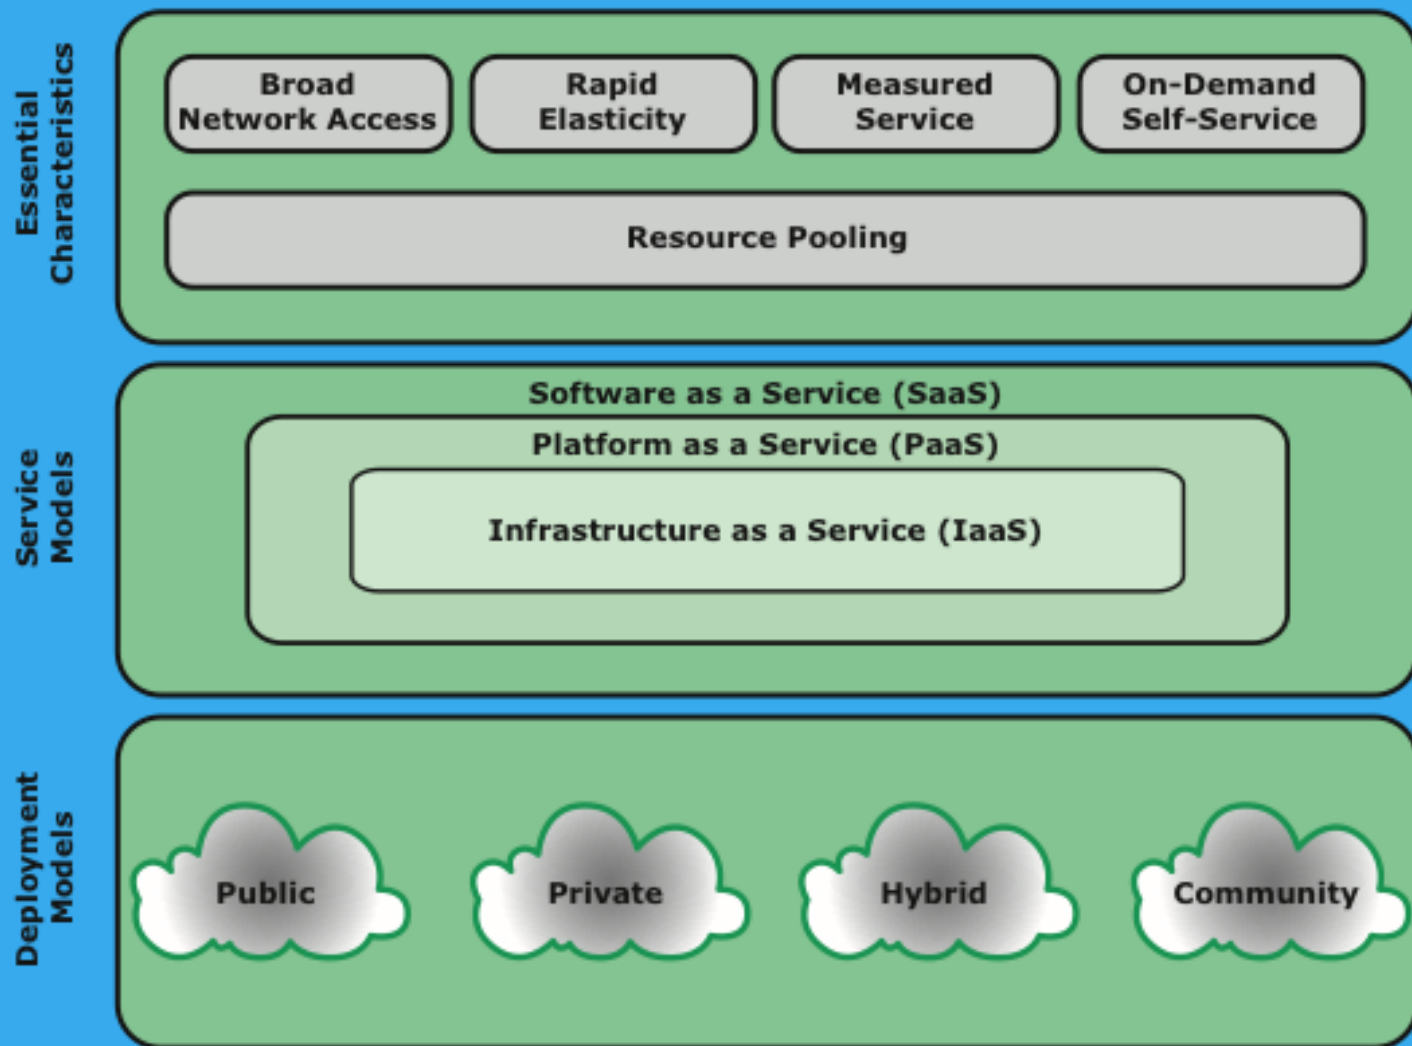 Essential
Characteristics
Broad
Network Access
Rapid
Elasticity
Measured
Service
On-Demand
Self-Service
Resource Pooling
Service
Models
Software as a Service (SaaS)
Platform as a Service (PaaS)
Infrastructure as a Service (IaaS)
Deployment
Models
Public
Private
Hybrid
Community